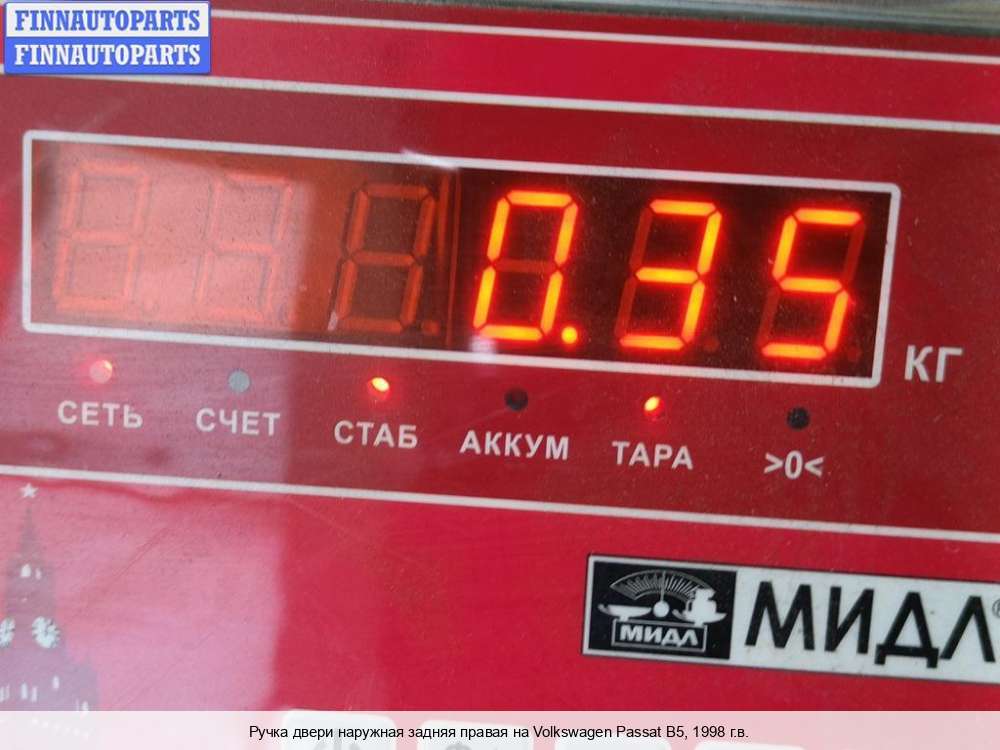 FINNAUTOPARTS
FINNAUTOPARTS
0.35
КГ
СЕТЬ СЧЕТ СТАБ АККУМ ТАРА >0<
МИДЛ МИДЛ
Ручка двери наружная задняя правая на Volkswagen Passat B5, 1998 г.в.